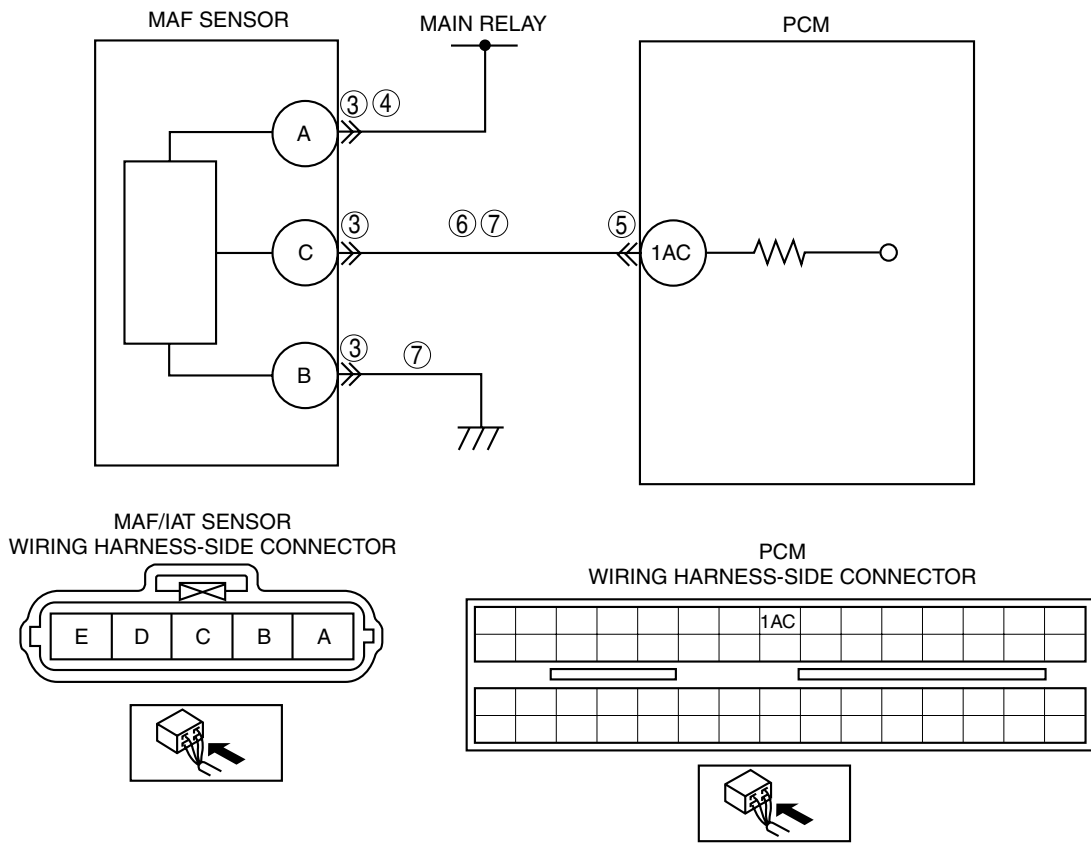 MAF SENSOR
MAIN RELAY
PCM
③ ④
A
③
⑥ ⑦
⑤
C
1AC
③
⑦
B
MAF/IAT SENSOR
WIRING HARNESS-SIDE CONNECTOR
E D C B A
PCM
WIRING HARNESS-SIDE CONNECTOR
1AC